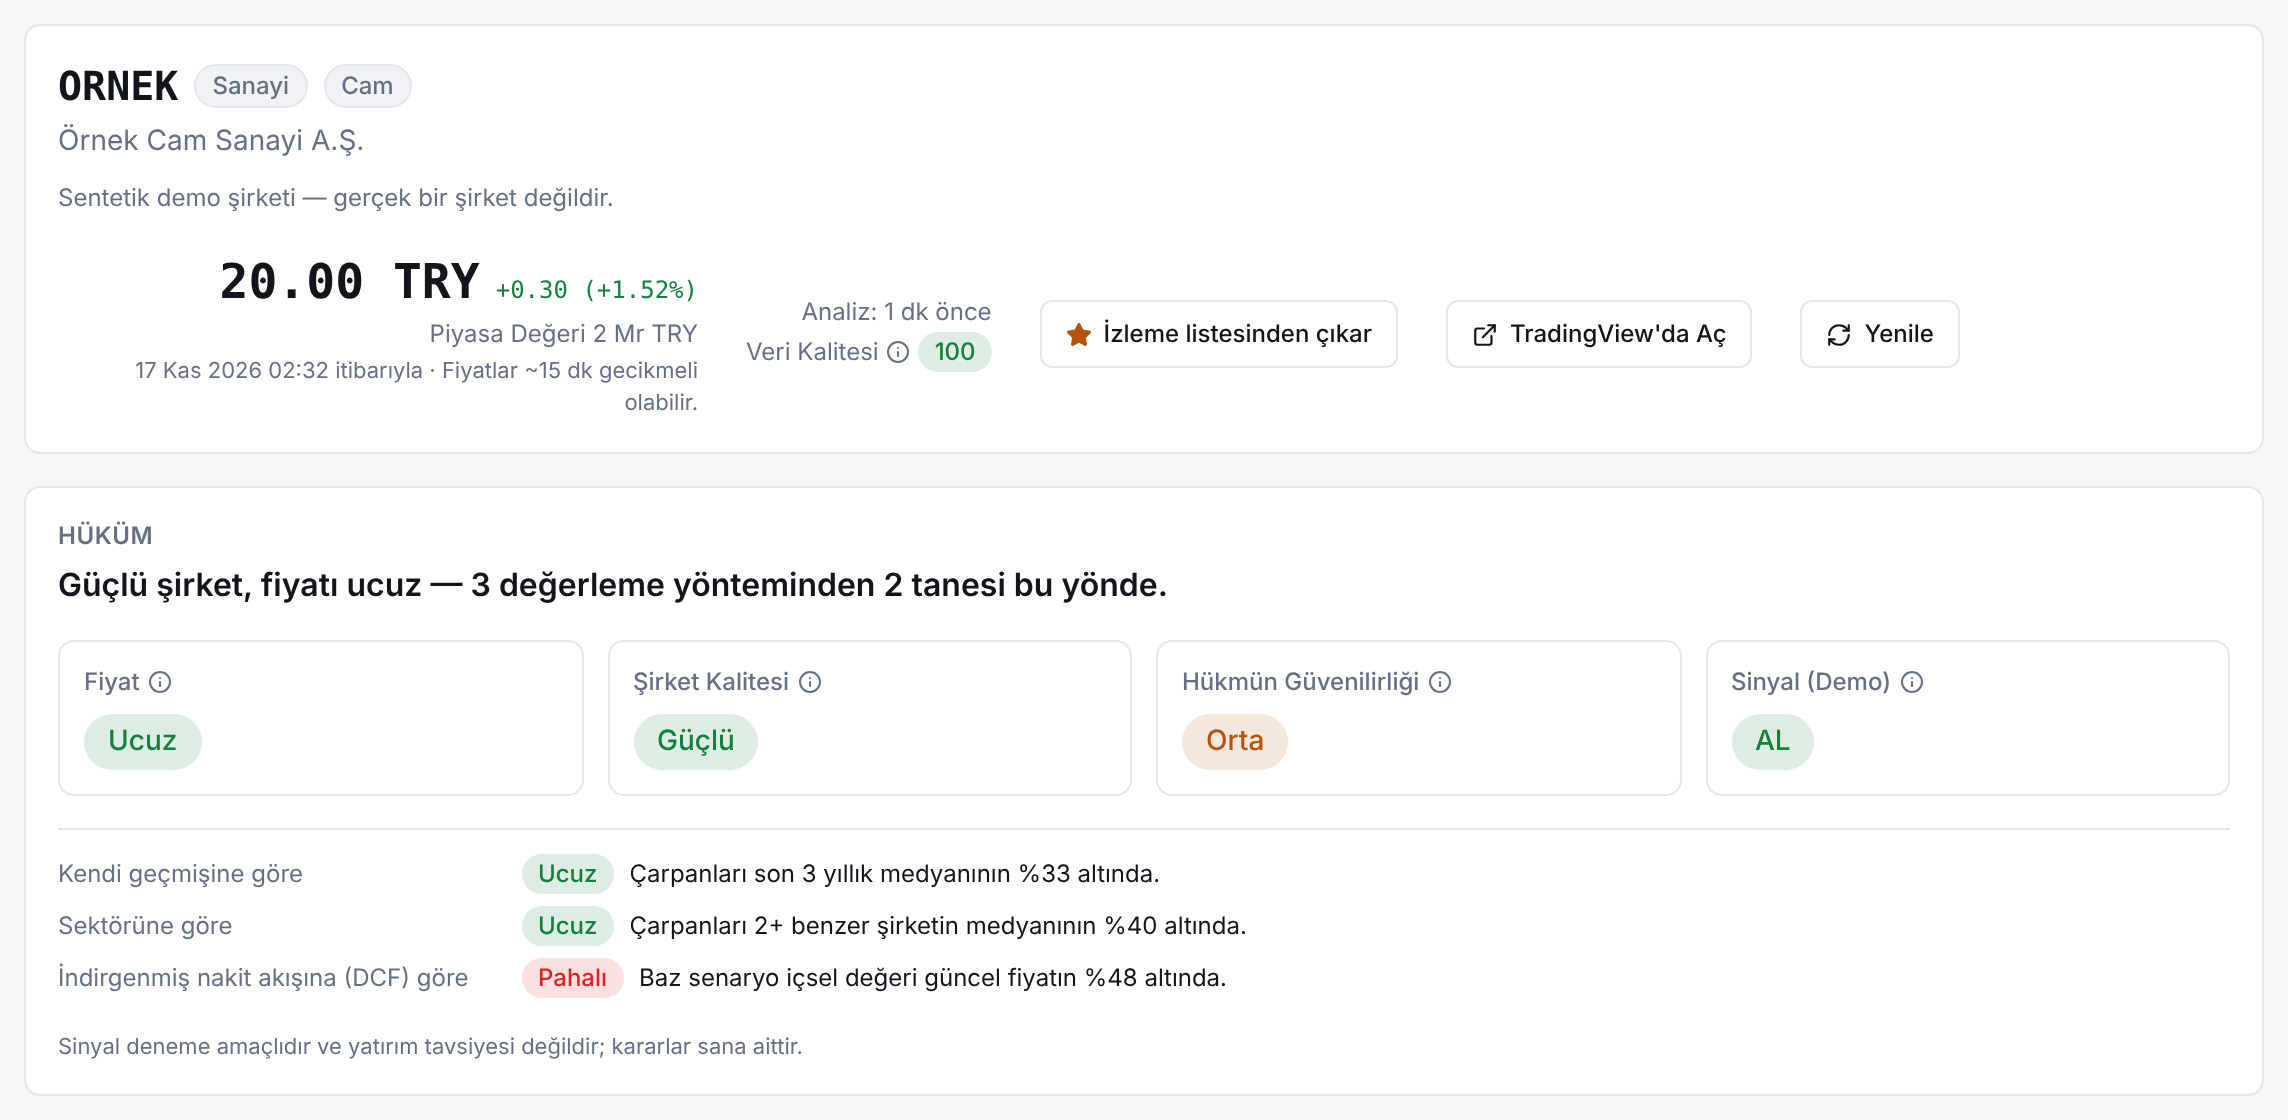 ORNEK Sanayi Cam
Örnek Cam Sanayi A.Ş.
Sentetik demo şirketi — gerçek bir şirket değildir.
20.00 TRY +0.30 (+1.52%)
Piyasa Değeri 2 Mr TRY
17 Kas 2026 02:32 itibarıyla · Fiyatlar ~15 dk gecikmeli
olabilir.
Analiz: 1 dk önce
Veri Kalitesi 100
İzleme listesinden çıkar
TradingView'da Aç
Yenile
HÜKÜM
Güçlü şirket, fiyatı ucuz — 3 değerleme yönteminden 2 tanesi bu yönde.
Fiyat
Ucuz
Şirket Kalitesi
Güçlü
Hükmün Güvenilirliği
Orta
Sinyal (Demo)
AL
Kendi geçmişine göre Ucuz Çarpanları son 3 yıllık medyanının %33 altında.
Sektörüne göre Ucuz Çarpanları 2+ benzer şirketin medyanının %40 altında.
İndirgenmiş nakit akışına (DCF) göre Pahalı Baz senaryo içsel değeri güncel fiyatın %48 altında.
Sinyal deneme amaçlıdır ve yatırım tavsiyesi değildir; kararlar sana aittir.